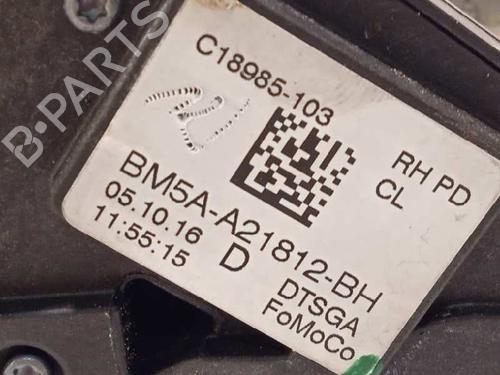 C18985-103
RH PD
CL
BM5A-A21812-BH
05.10.16 D DTSGA
11:55:15 FoMoCo
B-PARTS